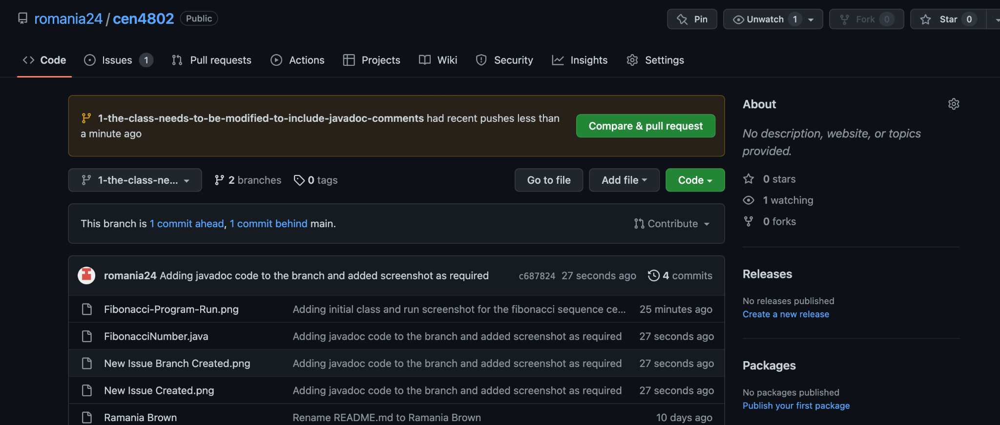 romania24 / cen4802 Public
Pin
Unwatch 1
Fork 0
Star 0
Code
Issues 1
Pull requests
Actions
Projects
Wiki
Security
Insights
Settings
1-the-class-needs-to-be-modified-to-include-javadoc-comments had recent pushes less than
a minute ago
Compare & pull request
1-the-class-ne...
2 branches
0 tags
Go to file
Add file
Code
This branch is 1 commit ahead, 1 commit behind main.
Contribute
romania24 Adding javadoc code to the branch and added screenshot as required c687824 27 seconds ago 4 commits
Fibonacci-Program-Run.png Adding initial class and run screenshot for the fibonacci sequence ce... 25 minutes ago
FibonacciNumber.java Adding javadoc code to the branch and added screenshot as required 27 seconds ago
New Issue Branch Created.png Adding javadoc code to the branch and added screenshot as required 27 seconds ago
New Issue Created.png Adding javadoc code to the branch and added screenshot as required 27 seconds ago
Ramania Brown Rename README.md to Ramania Brown 10 days ago
About
No description, website, or topics
provided.
0 stars
1 watching
0 forks
Releases
No releases published
Create a new release
Packages
No packages published
Publish your first package